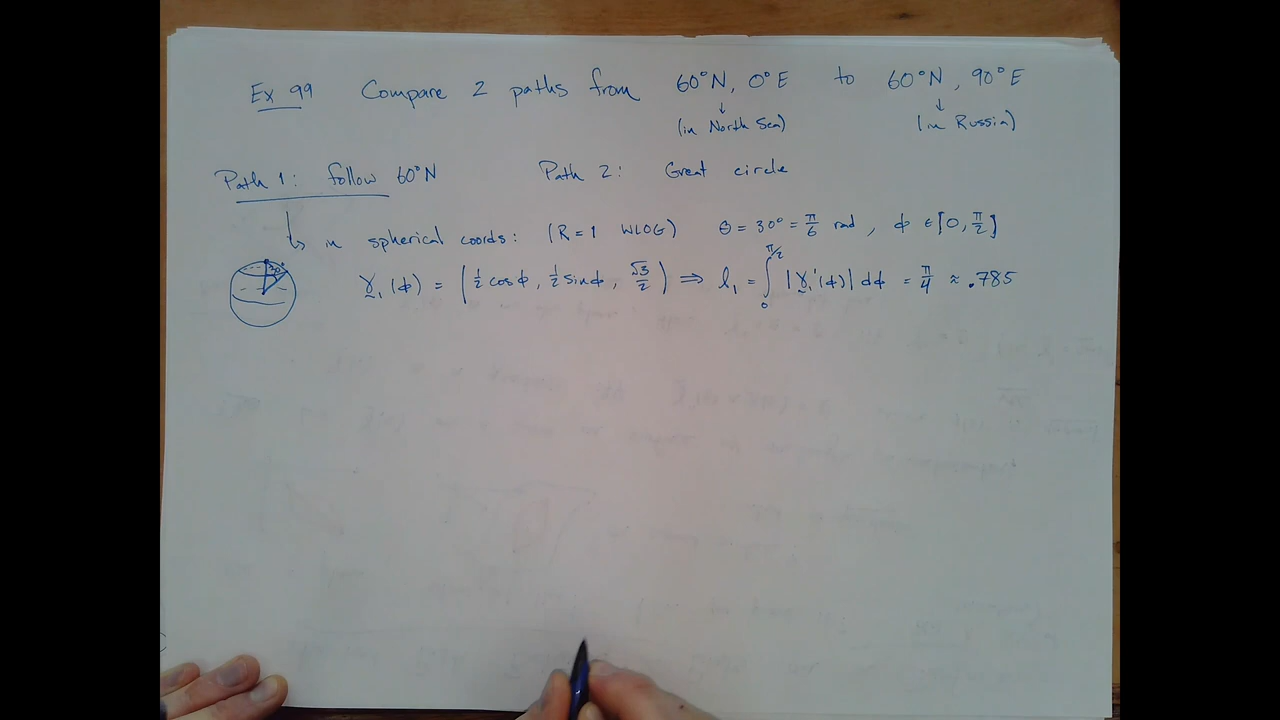 Ex 99 Compare 2 paths from 60°N, 0°E to 60°N, 90°E
↓ ↓
(in North Sea) (in Russia)
Path 1: follow 60°N Path 2: Great circle
↳ in spherical coords: (R=1 WLOG) θ = 30° = π/6 rad, ϕ ∈ [0, π/2]
30°
γ₁(ϕ) = (½ cosϕ, ½ sinϕ, √3/2) ⇒ l₁ = ∫₀^{π/2} |γ₁'(ϕ)| dϕ = π/4 ≈ .785